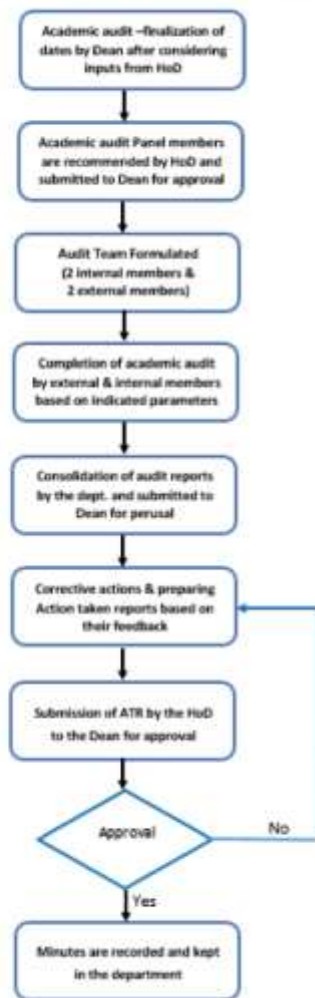 Academic audit –finalization of
dates by Dean after considering
inputs from HoD
Academic audit Panel members
are recommended by HoD and
submitted to Dean for approval
Audit Team Formulated
(2 internal members &
2 external members)
Completion of academic audit
by external & internal members
based on indicated parameters
Consolidation of audit reports
by the dept. and submitted to
Dean for perusal
Corrective actions & preparing
Action taken reports based on
their feedback
Submission of ATR by the HoD
to the Dean for approval
Approval
No
Yes
Minutes are recorded and kept
in the department